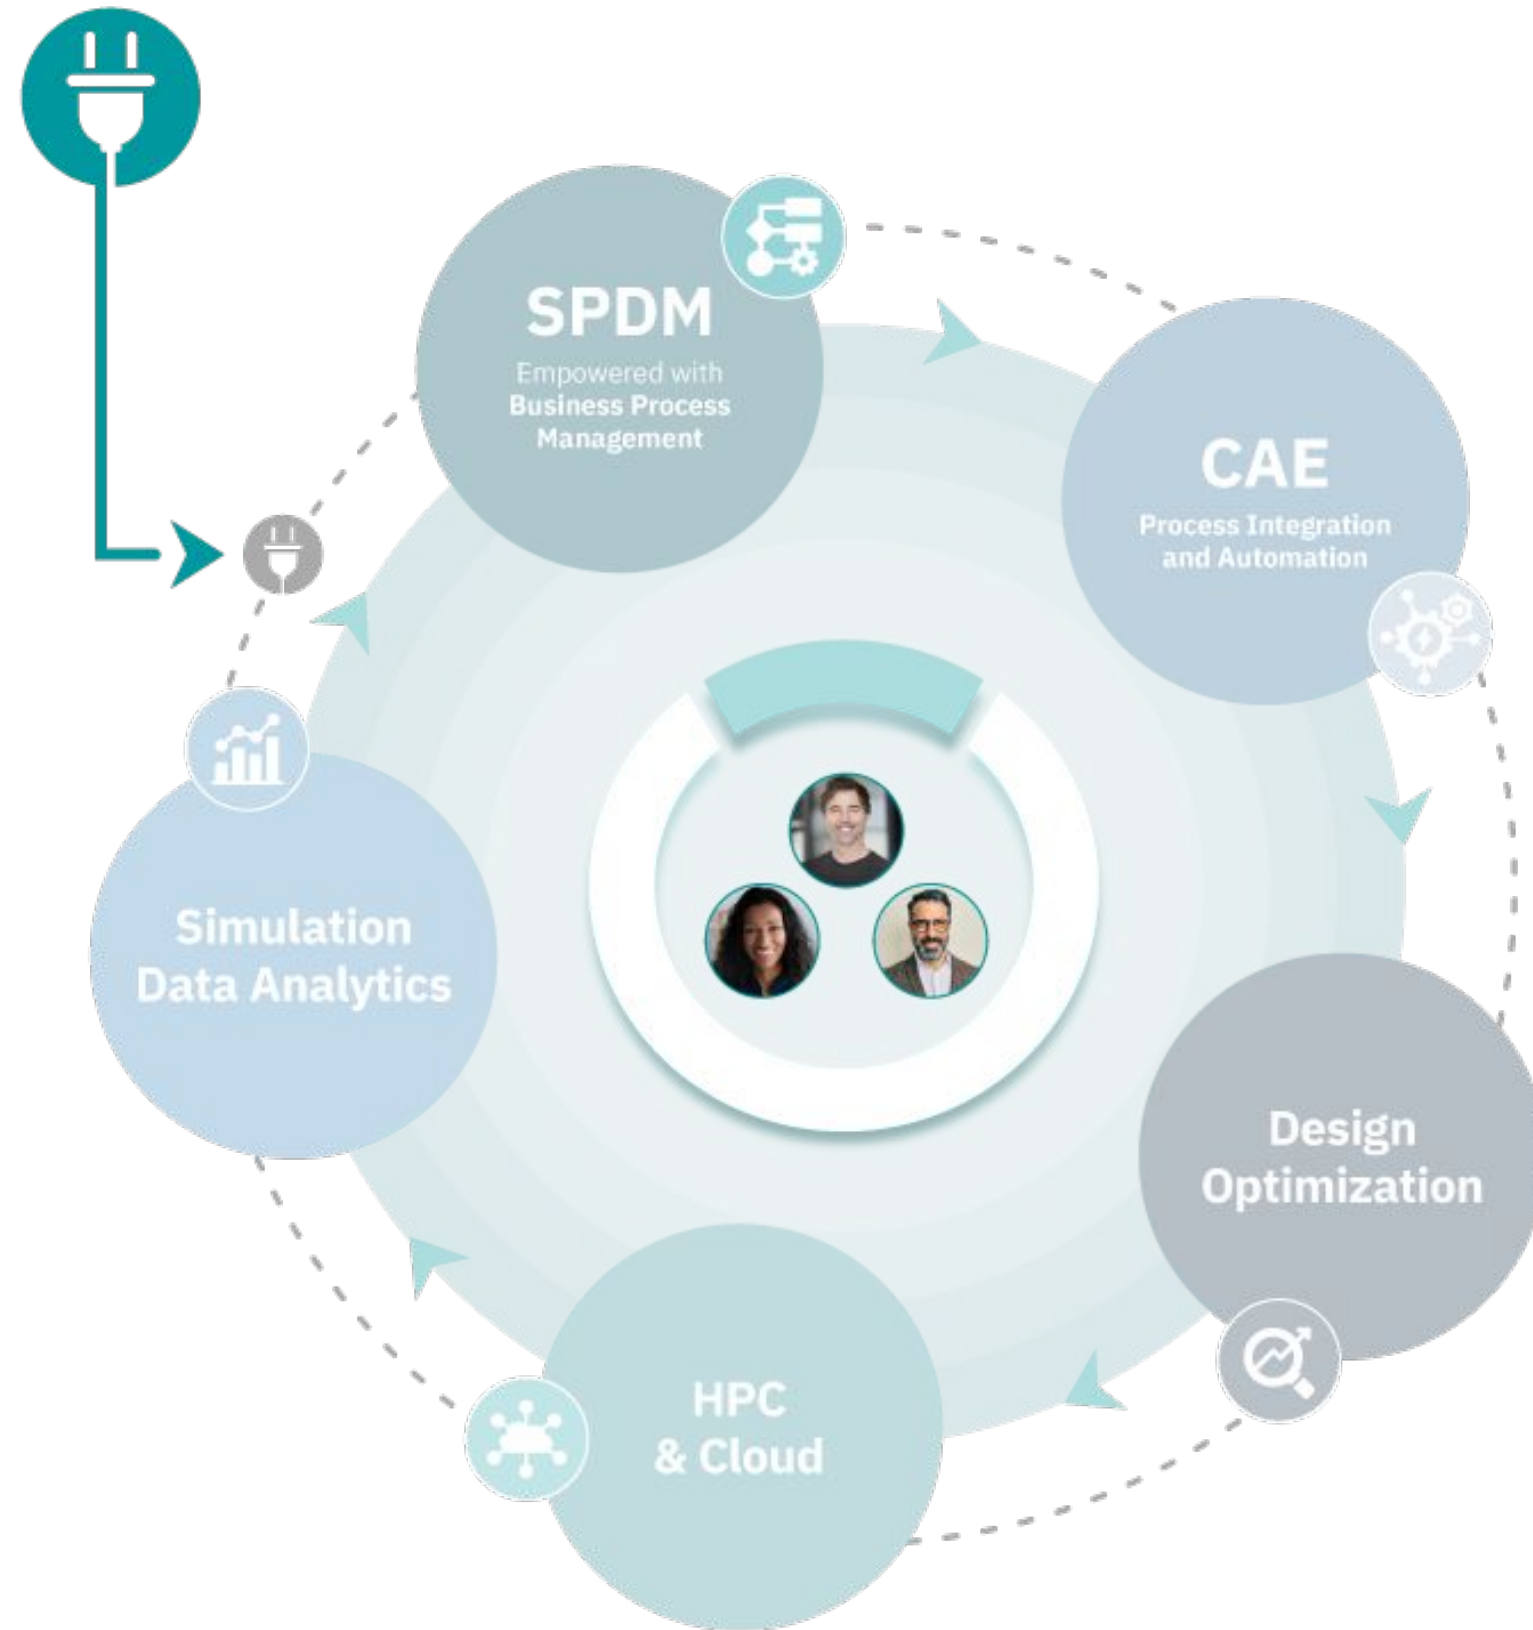 SPDM
Empowered with
Business Process
Management
CAE
Process Integration
and Automation
Simulation
Data Analytics
Design
Optimization
HPC
& Cloud